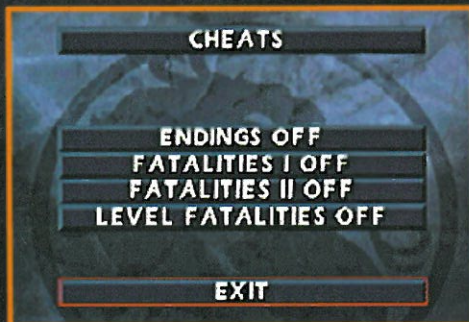 CHEATS
ENDINGS OFF
FATALITIES I OFF
FATALITIES II OFF
LEVEL FATALITIES OFF
EXIT